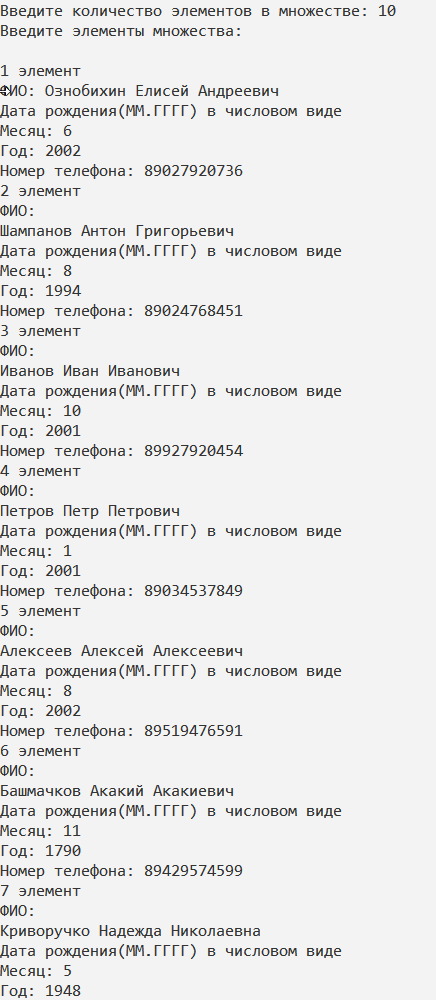 Введите количество элементов в множестве: 10
Введите элементы множества:
1 элемент
ФИО: Ознобихин Елисей Андреевич
Дата рождения(ММ.ГГГГ) в числовом виде
Месяц: 6
Год: 2002
Номер телефона: 89027920736
2 элемент
ФИО:
Шампанов Антон Григорьевич
Дата рождения(ММ.ГГГГ) в числовом виде
Месяц: 8
Год: 1994
Номер телефона: 89024768451
3 элемент
ФИО:
Иванов Иван Иванович
Дата рождения(ММ.ГГГГ) в числовом виде
Месяц: 10
Год: 2001
Номер телефона: 89927920454
4 элемент
ФИО:
Петров Петр Петрович
Дата рождения(ММ.ГГГГ) в числовом виде
Месяц: 1
Год: 2001
Номер телефона: 89034537849
5 элемент
ФИО:
Алексеев Алексей Алексеевич
Дата рождения(ММ.ГГГГ) в числовом виде
Месяц: 8
Год: 2002
Номер телефона: 89519476591
6 элемент
ФИО:
Башмачков Акакий Акакиевич
Дата рождения(ММ.ГГГГ) в числовом виде
Месяц: 11
Год: 1790
Номер телефона: 89429574599
7 элемент
ФИО:
Криворучко Надежда Николаевна
Дата рождения(ММ.ГГГГ) в числовом виде
Месяц: 5
Год: 1948